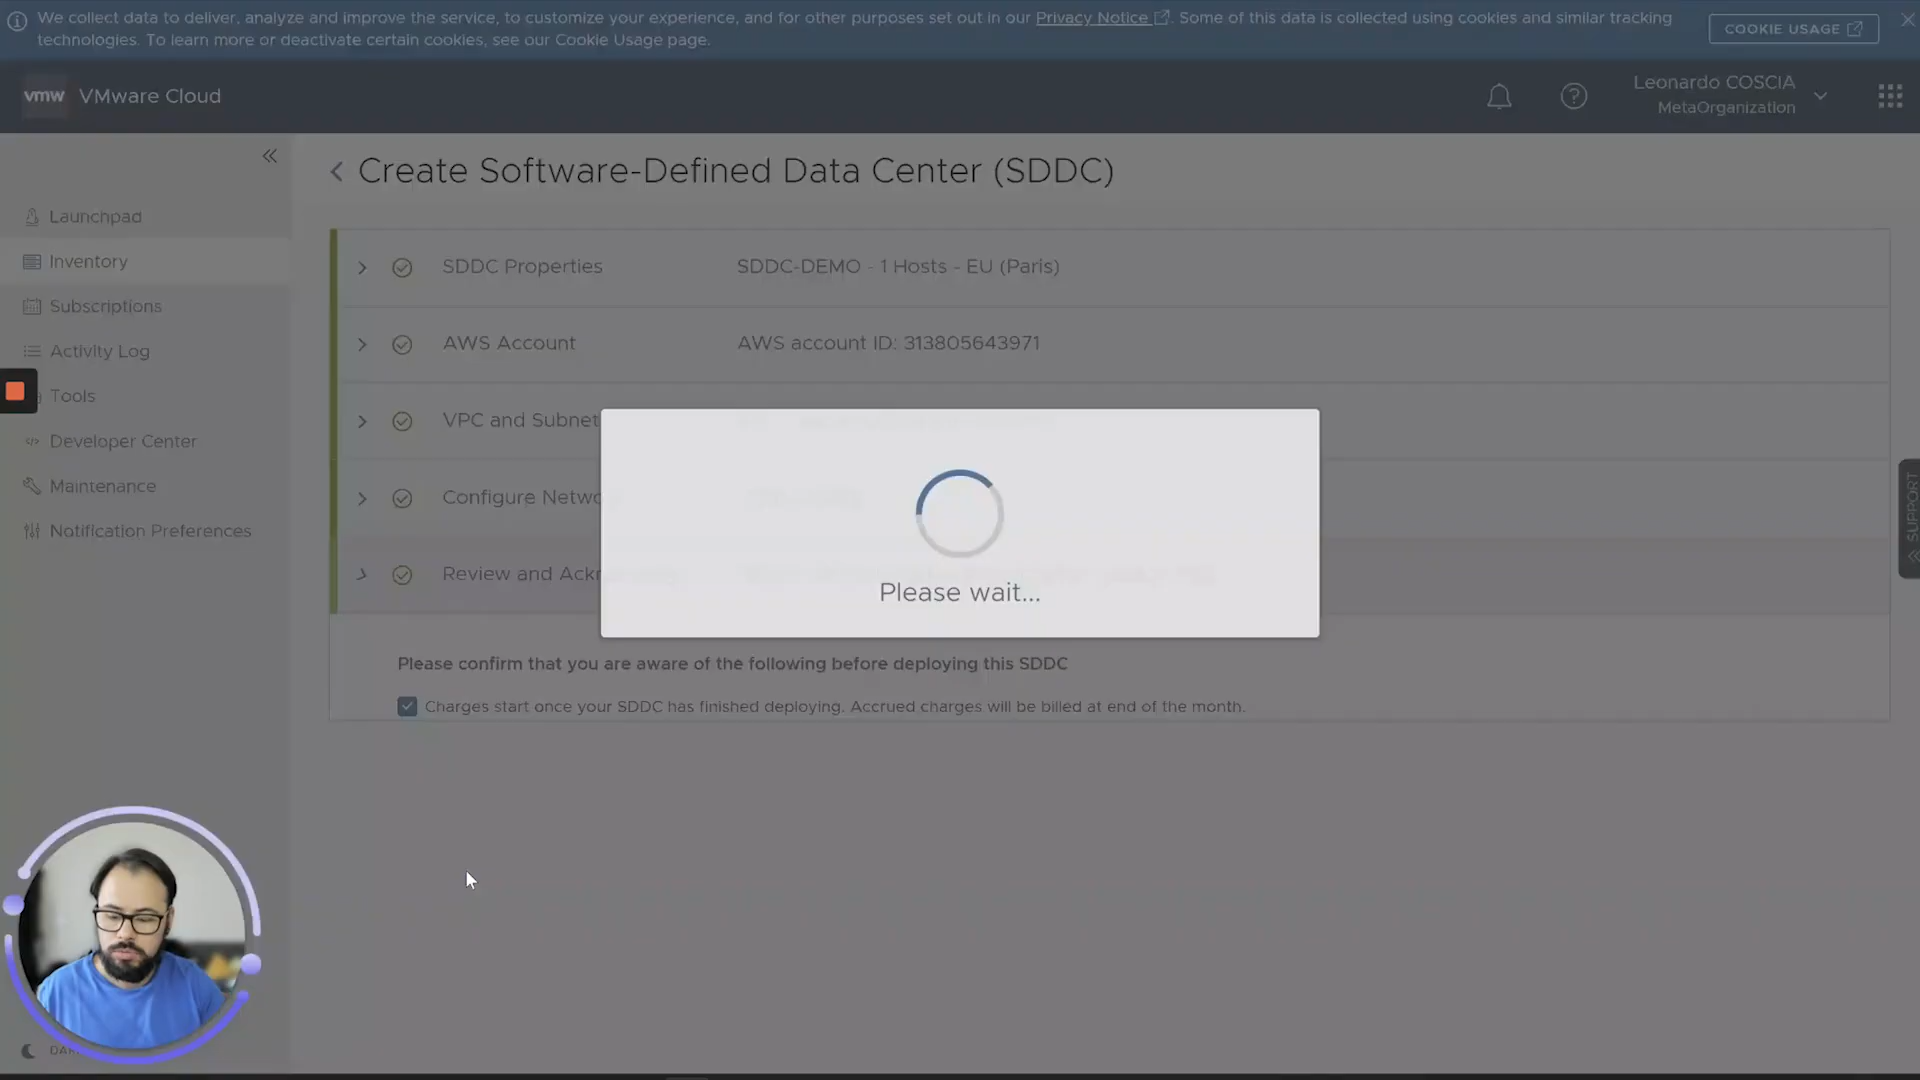 We collect data to deliver, analyze and improve the service, to customize your experience, and for other purposes set out in our Privacy Notice. Some of this data is collected using cookies and similar tracking
technologies. To learn more or deactivate certain cookies, see our Cookie Usage page.
COOKIE USAGE
vmw VMware Cloud
Leonardo COSCIA
MetaOrganization
Create Software-Defined Data Center (SDDC)
Launchpad
Inventory
Subscriptions
Activity Log
Tools
Developer Center
Maintenance
Notification Preferences
SDDC Properties SDDC-DEMO - 1 Hosts - EU (Paris)
AWS Account AWS account ID: 313805643971
VPC and Subnet
Configure Netwo
Review and Ackn
Please wait...
Please confirm that you are aware of the following before deploying this SDDC
Charges start once your SDDC has finished deploying. Accrued charges will be billed at end of the month.
SUPPORT
DAR